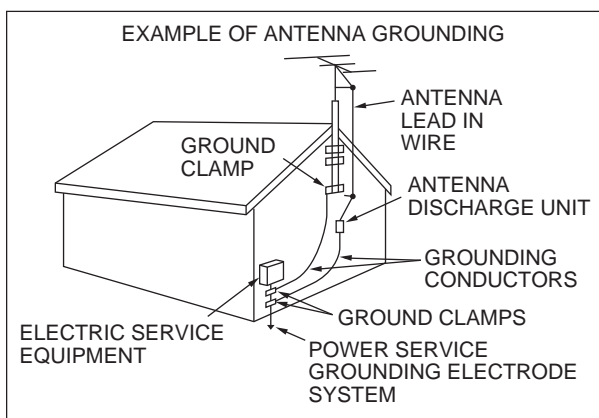 EXAMPLE OF ANTENNA GROUNDING
ANTENNA
LEAD IN
WIRE
GROUND
CLAMP
ANTENNA
DISCHARGE UNIT
GROUNDING
CONDUCTORS
GROUND CLAMPS
ELECTRIC SERVICE
EQUIPMENT
POWER SERVICE
GROUNDING ELECTRODE
SYSTEM